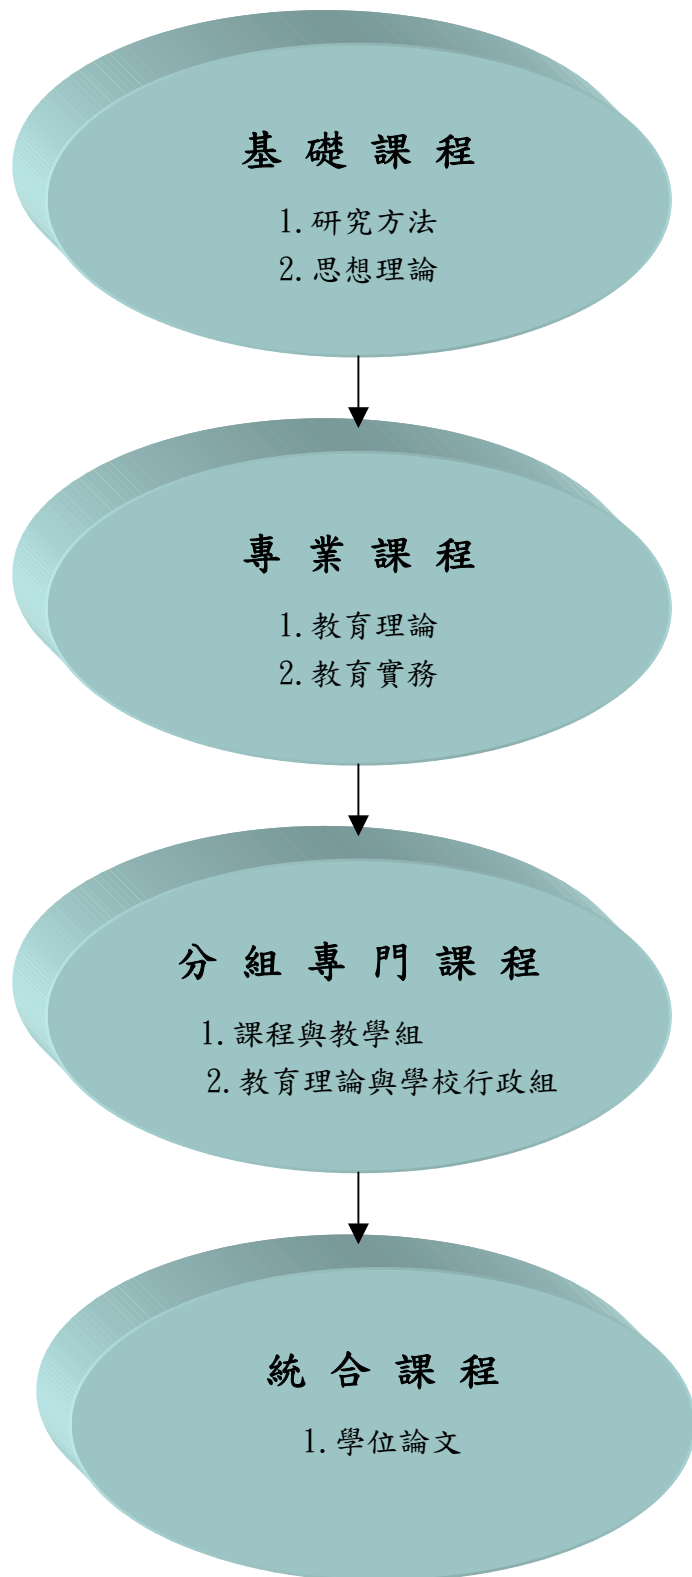 基礎課程
1.研究方法
2.思想理論
專業課程
1.教育理論
2.教育實務
分組專門課程
1.課程與教學組
2.教育理論與學校行政組
統合課程
1.學位論文